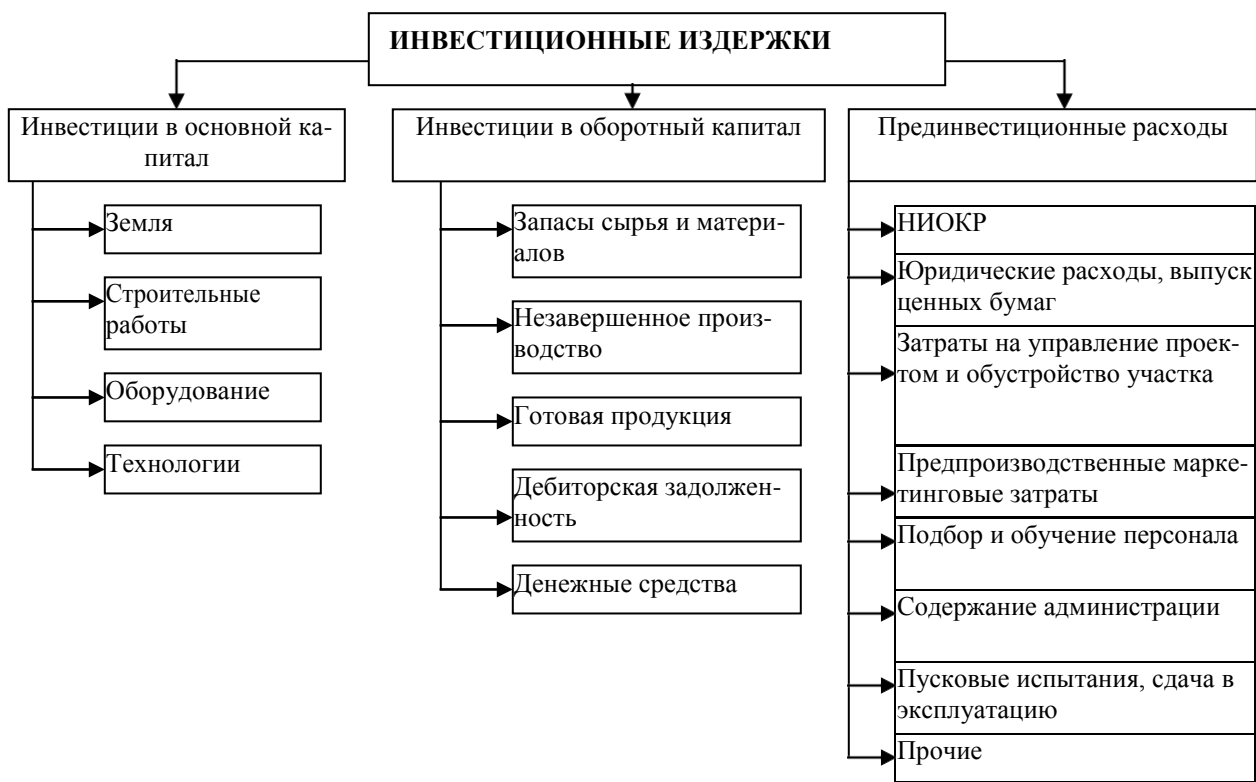 ИНВЕСТИЦИОННЫЕ ИЗДЕРЖКИ
Инвестиции в основной ка-
питал
Земля
Строительные
работы
Оборудование
Технологии
Инвестиции в оборотный капитал
Запасы сырья и матери-
алов
Незавершенное произ-
водство
Готовая продукция
Дебиторская задолжен-
ность
Денежные средства
Прединвестиционные расходы
НИОКР
Юридические расходы, выпуск
ценных бумаг
Затраты на управление проек-
том и обустройство участка
Предпроизводственные марке-
тинговые затраты
Подбор и обучение персонала
Содержание администрации
Пусковые испытания, сдача в
эксплуатацию
Прочие